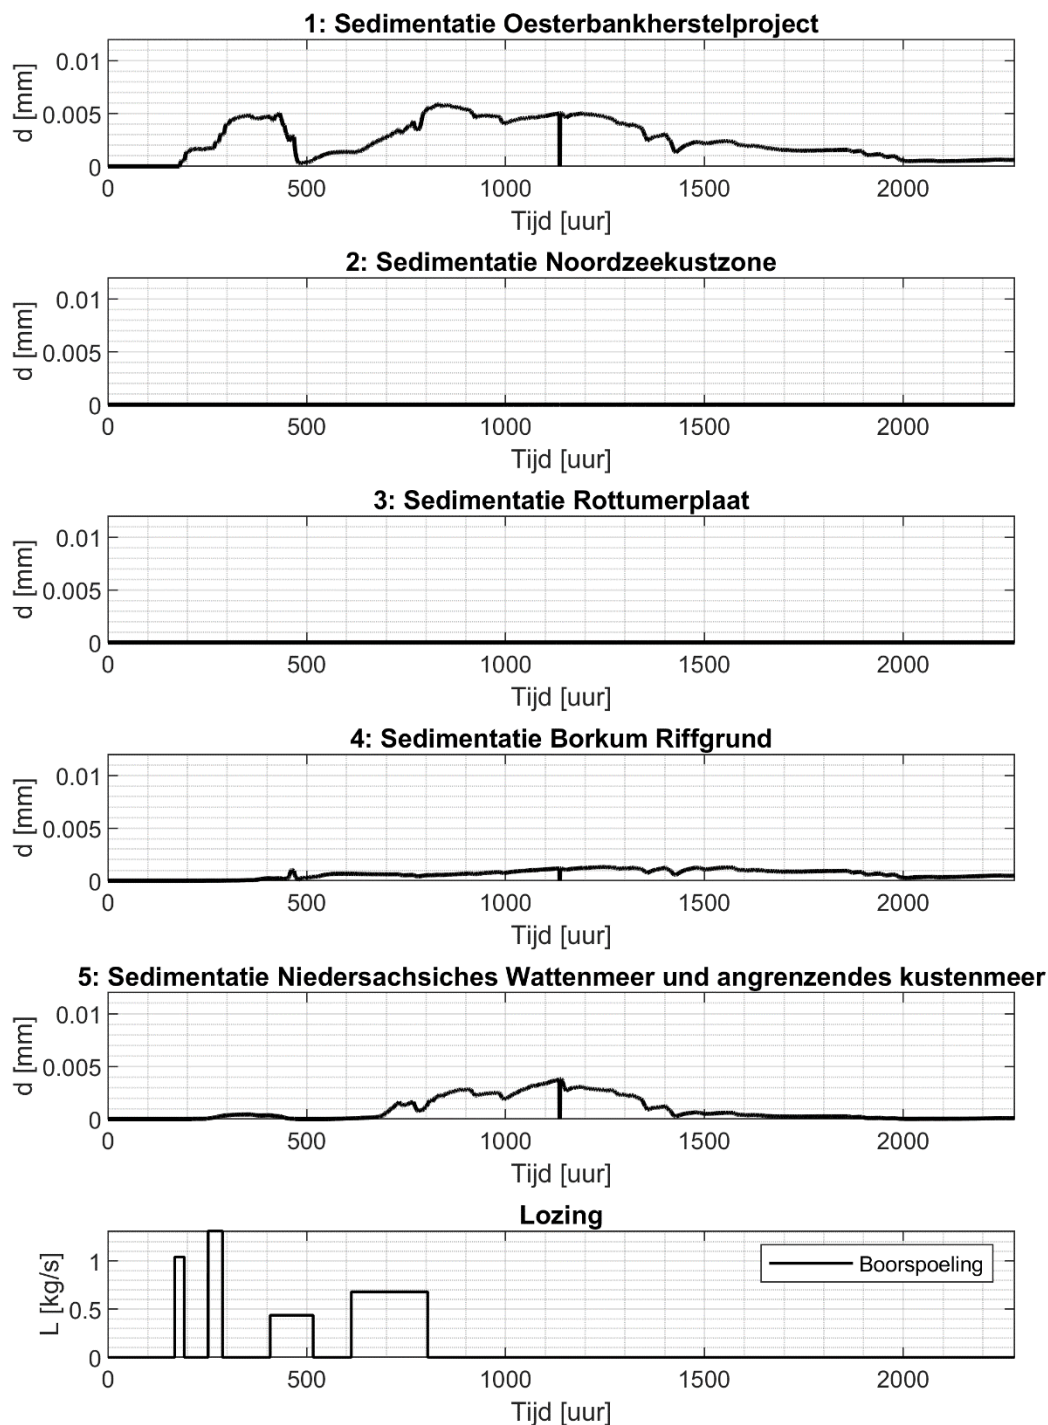 1: Sedimentatie Oesterbankherstelproject
d [mm]
0.01
0.005
0
0 500 1000 1500 2000
Tijd [uur]
2: Sedimentatie Noordzeekustzone
d [mm]
0.01
0.005
0
0 500 1000 1500 2000
Tijd [uur]
3: Sedimentatie Rottumerplaat
d [mm]
0.01
0.005
0
0 500 1000 1500 2000
Tijd [uur]
4: Sedimentatie Borkum Riffgrund
d [mm]
0.01
0.005
0
0 500 1000 1500 2000
Tijd [uur]
5: Sedimentatie Niedersachsiches Wattenmeer und angrenzendes kustenmeer
d [mm]
0.01
0.005
0
0 500 1000 1500 2000
Tijd [uur]
Lozing
L [kg/s]
1
0.5
0
Boorspoeling
0 500 1000 1500 2000
Tijd [uur]